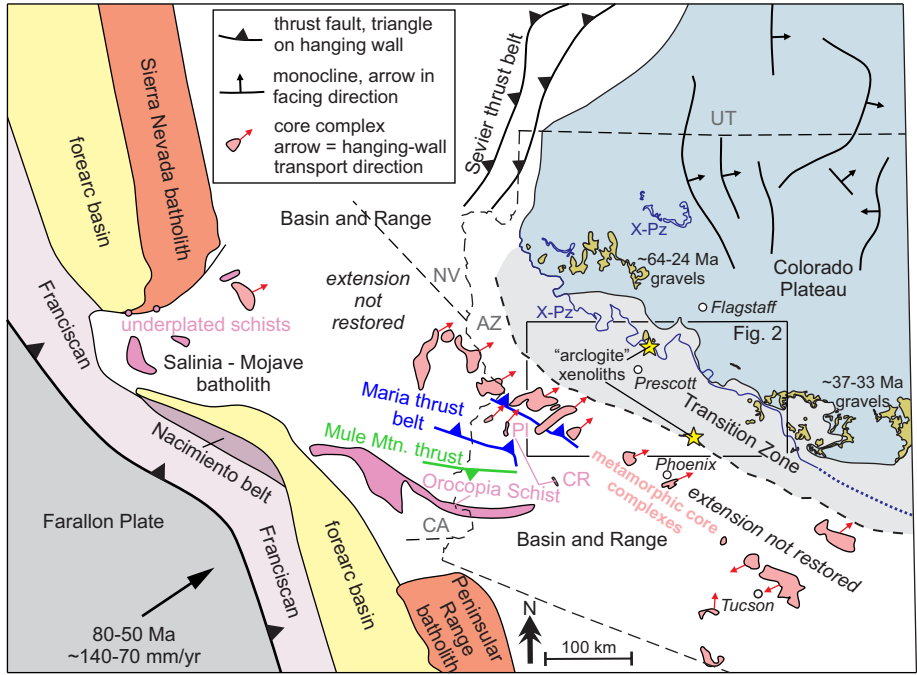 thrust fault, triangle
on hanging wall
monocline, arrow in
facing direction
core complex
arrow = hanging-wall
transport direction
Sierra Nevada batholith
forearc basin
Franciscan
Sevier thrust belt
UT
Basin and Range
extension
not
restored
NV
AZ
X-Pz
~64-24 Ma
gravels
Colorado
Plateau
Flagstaff
X-Pz
Fig. 2
underplated schists
Salinia - Mojave
batholith
"arclogite"
xenoliths
Prescott
~37-33 Ma
gravels
Transition Zone
Maria thrust
belt
Mule Mtn. thrust
PI
CR
Orocopia Schist
Nacimiento belt
metamorphic core
complexes
Phoenix
extension not restored
Farallon Plate
Franciscan
forearc basin
CA
Basin and Range
Peninsular
Range
batholith
Tucson
N
100 km
80-50 Ma
~140-70 mm/yr